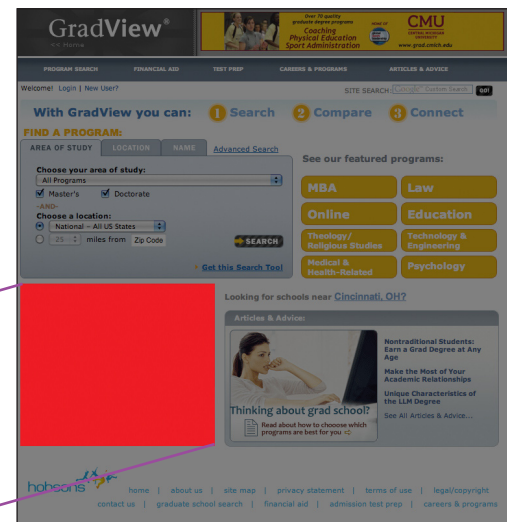 GradView®
<< Home
Over 70 quality
graduate degree programs
Coaching
Physical Education
Sport Administration
HOME OF
CMU
CENTRAL MICHIGAN
UNIVERSITY
www.grad.cmich.edu
PROGRAM SEARCH FINANCIAL AID TEST PREP CAREERS & PROGRAMS ARTICLES & ADVICE
Welcome! Login | New User?
SITE SEARCH: Google™ Custom Search go!
With GradView you can: 1 Search 2 Compare 3 Connect
FIND A PROGRAM:
AREA OF STUDY LOCATION NAME Advanced Search
Choose your area of study:
All Programs
Master's Doctorate
-AND-
Choose a location:
National - All US States
25 miles from Zip Code
SEARCH
Get this Search Tool
See our featured programs:
MBA Law
Online Education
Theology/
Religious Studies
Technology &
Engineering
Medical &
Health-Related
Psychology
Looking for schools near Cincinnati, OH?
Articles & Advice:
Thinking about grad school?
Read about how to chooose which
programs are best for you
Nontraditional Students:
Earn a Grad Degree at Any
Age
Make the Most of Your
Academic Relationships
Unique Characteristics of
the LLM Degree
See All Articles & Advice...
hobsons
home | about us | site map | privacy statement | terms of use | legal/copyright
contact us | graduate school search | financial aid | admission test prep | careers & programs